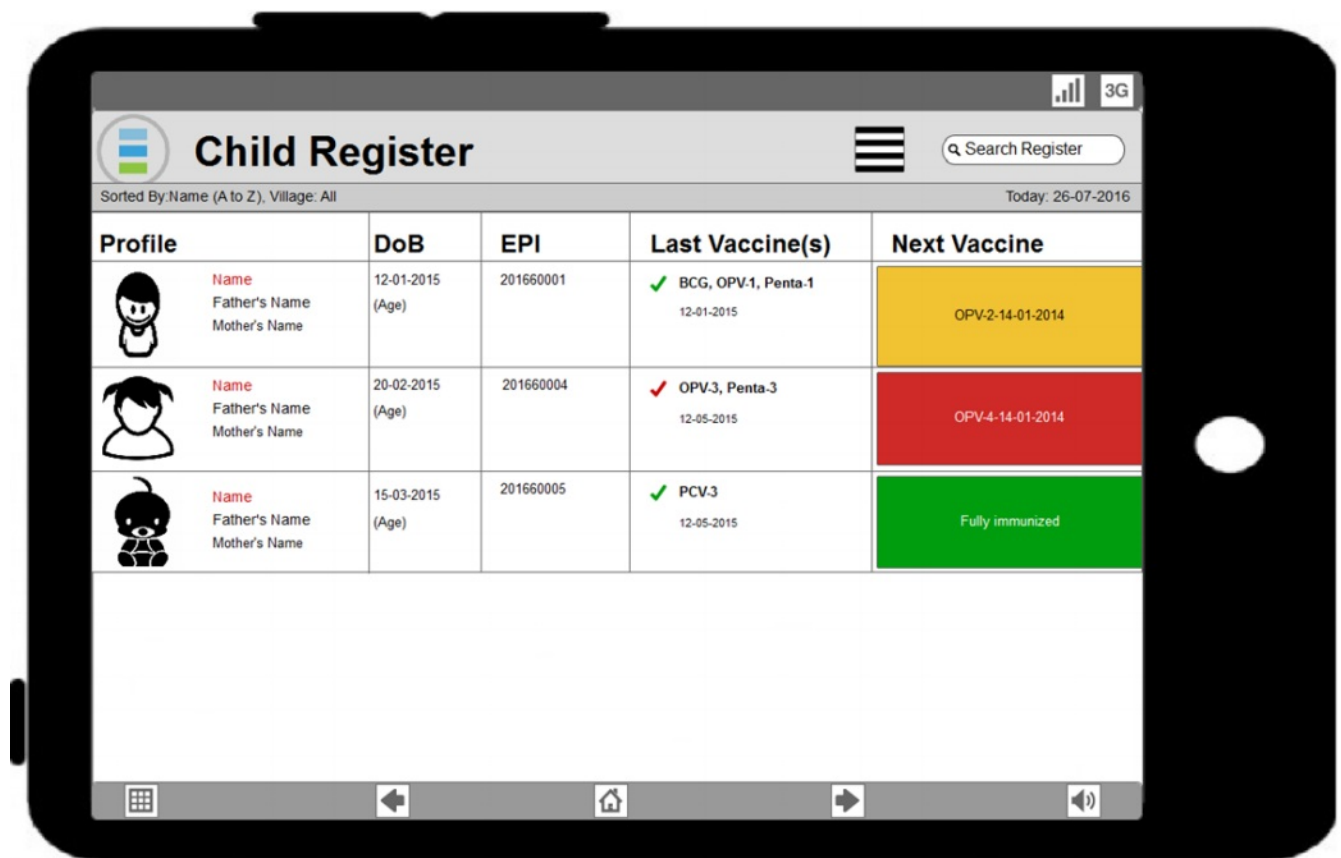 3G
Child Register
Search Register
Sorted By:Name (A to Z), Village: All
Today: 26-07-2016
Profile
DoB
EPI
Last Vaccine(s)
Next Vaccine
Name
Father's Name
Mother's Name
12-01-2015
(Age)
201660001
BCG, OPV-1, Penta-1
12-01-2015
OPV-2-14-01-2014
Name
Father's Name
Mother's Name
20-02-2015
(Age)
201660004
OPV-3, Penta-3
12-05-2015
OPV-4-14-01-2014
Name
Father's Name
Mother's Name
15-03-2015
(Age)
201660005
PCV-3
12-05-2015
Fully immunized